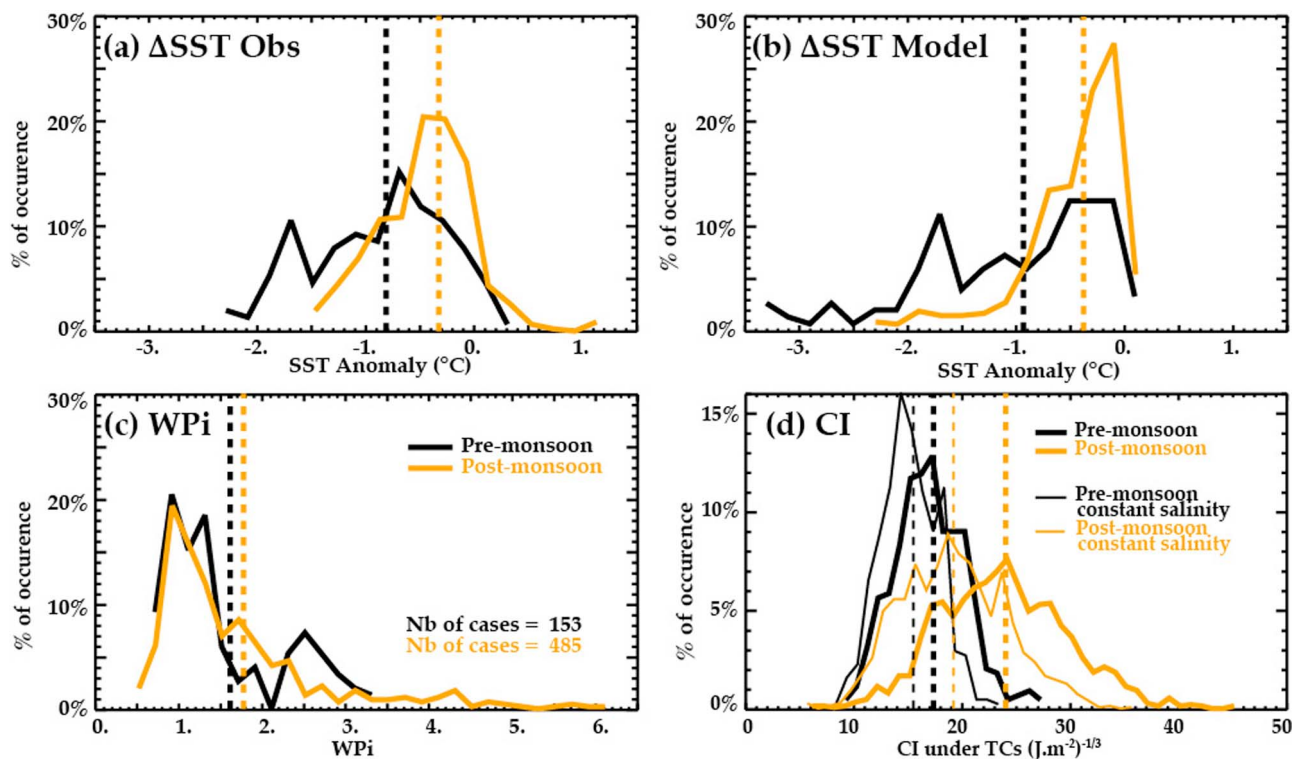 30%
(a) ΔSST Obs
20%
10%
0%
% of occurence
-3.
-2.
-1.
0.
1.
SST Anomaly (°C)
30%
(b) ΔSST Model
20%
10%
0%
% of occurence
-3.
-2.
-1.
0.
1.
SST Anomaly (°C)
30%
(c) WPi
20%
10%
0%
% of occurence
Pre-monsoon
Post-monsoon
Nb of cases = 153
Nb of cases = 485
0.
1.
2.
3.
4.
5.
6.
WPi
15%
(d) CI
10%
5%
0%
% of occurence
Pre-monsoon
Post-monsoon
Pre-monsoon
constant salinity
Post-monsoon
constant salinity
0
10
20
30
40
50
CI under TCs (J.m⁻²)⁻¹/³